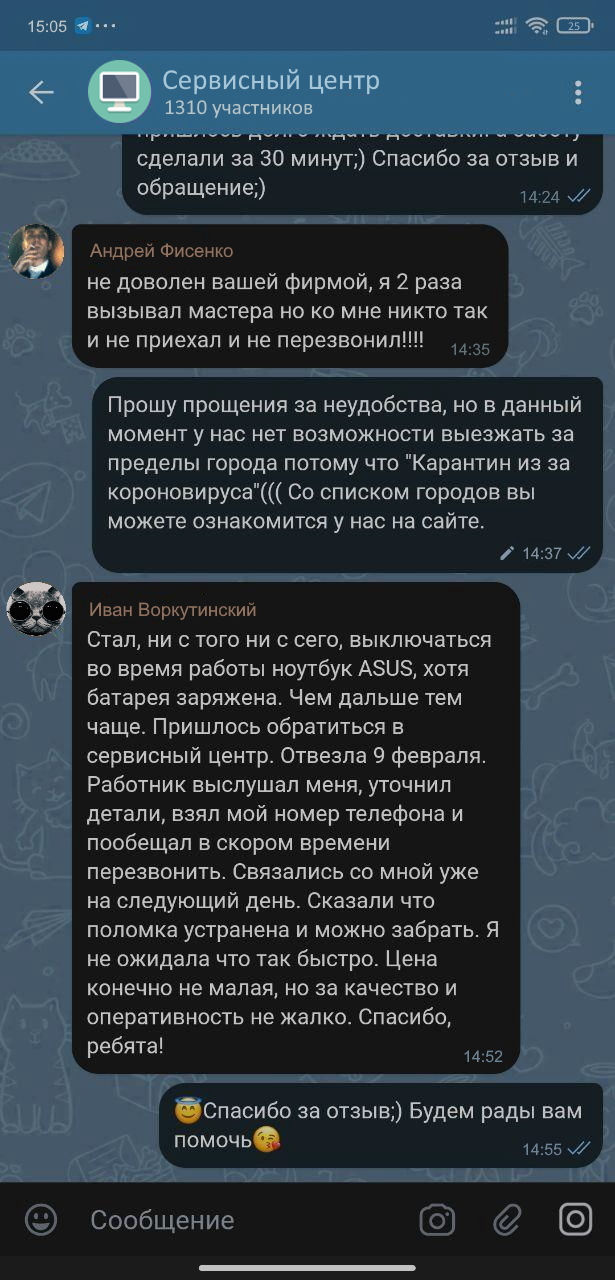 15:05
25
Сервисный центр
1310 участников
сделали за 30 минут;) Спасибо за отзыв и
обращение;)
14:24
Андрей Фисенко
не доволен вашей фирмой, я 2 раза
вызывал мастера но ко мне никто так
и не приехал и не перезвонил!!!!
14:35
Прошу прощения за неудобства, но в данный
момент у нас нет возможности выезжать за
пределы города потому что "Карантин из за
короновируса"((( Со списком городов вы
можете ознакомится у нас на сайте.
14:37
Иван Воркутинский
Стал, ни с того ни с сего, выключаться
во время работы ноутбук ASUS, хотя
батарея заряжена. Чем дальше тем
чаще. Пришлось обратиться в
сервисный центр. Отвезла 9 февраля.
Работник выслушал меня, уточнил
детали, взял мой номер телефона и
пообещал в скором времени
перезвонить. Связались со мной уже
на следующий день. Сказали что
поломка устранена и можно забрать. Я
не ожидала что так быстро. Цена
конечно не малая, но за качество и
оперативность не жалко. Спасибо,
ребята!
14:52
😇Спасибо за отзыв;) Будем рады вам
помочь😘
14:55
Сообщение